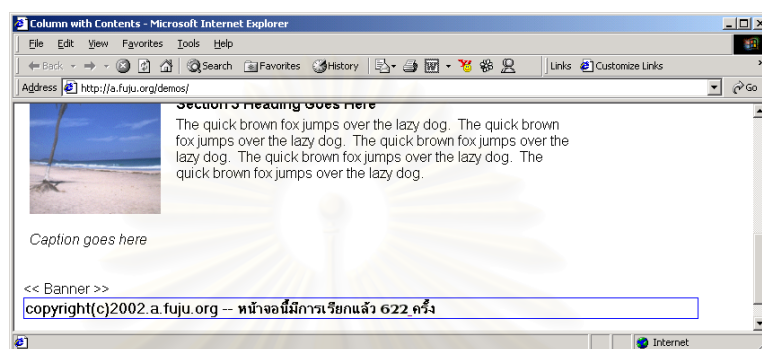 Column with Contents - Microsoft Internet Explorer
File Edit View Favorites Tools Help
Back Search Favorites History Links Customize Links
Address http://a.fuju.org/demos/ Go
Section 3 Heading Goes Here
The quick brown fox jumps over the lazy dog. The quick brown
fox jumps over the lazy dog. The quick brown fox jumps over the
lazy dog. The quick brown fox jumps over the lazy dog. The
quick brown fox jumps over the lazy dog.
Caption goes here
<< Banner >>
copyright(c)2002.a.fuju.org -- หน้าจอนี้มีการเรียกแล้ว 622 ครั้ง
Internet